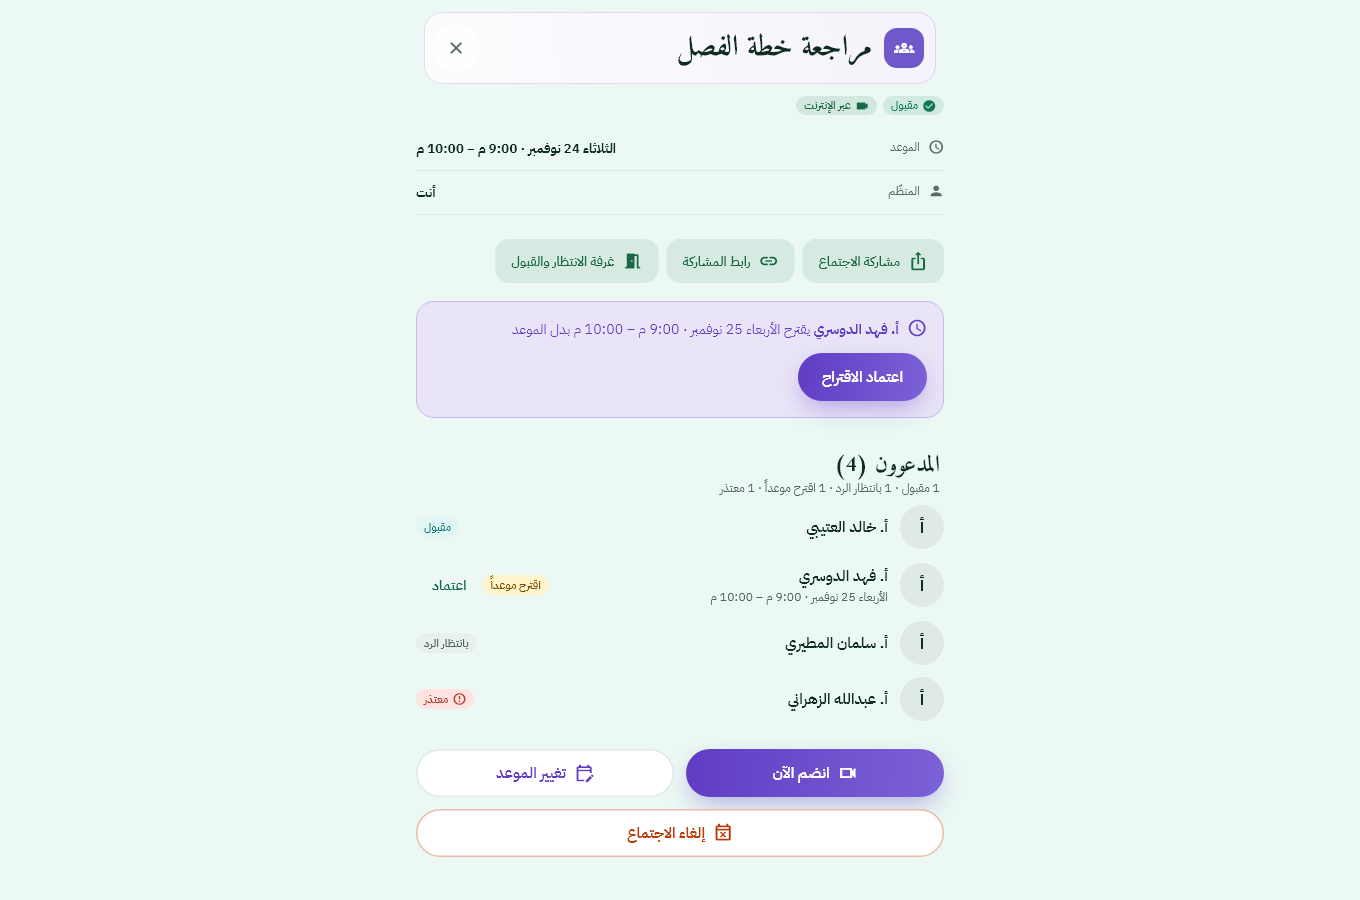 مراجعة خطة الفصل
مقبول
عبر الإنترنت
الموعد
الثلاثاء 24 نوفمبر · 9:00 م – 10:00 م
المنظّم
أنت
مشاركة الاجتماع
رابط المشاركة
غرفة الانتظار والقبول
أ. فهد الدوسري يقترح الأربعاء 25 نوفمبر · 9:00 م – 10:00 م بدل الموعد
اعتماد الاقتراح
المدعوون (4)
1 مقبول · 1 بانتظار الرد · 1 اقترح موعداً · 1 معتذر
أ
أ. خالد العتيبي
مقبول
أ
أ. فهد الدوسري
الأربعاء 25 نوفمبر · 9:00 م – 10:00 م
اقترح موعداً
اعتماد
أ
أ. سلمان المطيري
بانتظار الرد
أ
أ. عبدالله الزهراني
معتذر
انضم الآن
تغيير الموعد
إلغاء الاجتماع